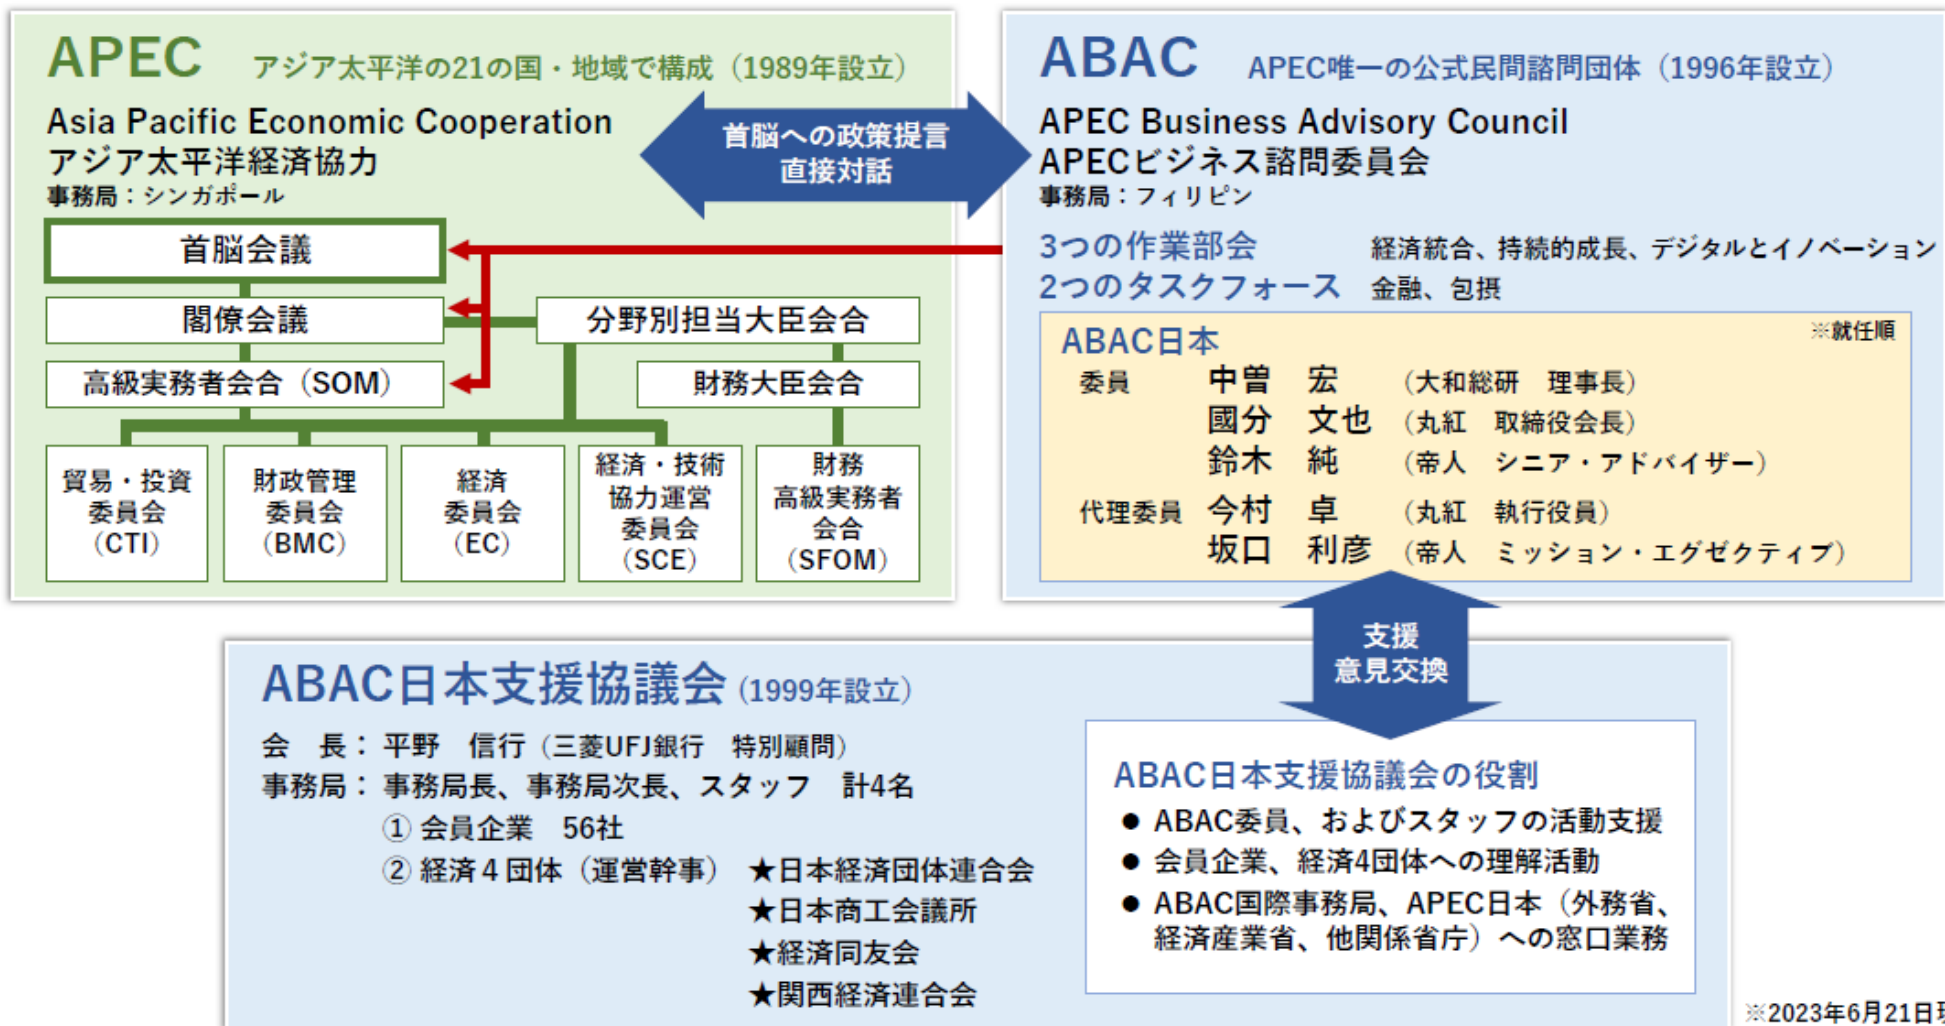 APEC アジア太平洋の21の国・地域で構成（1989年設立）
Asia Pacific Economic Cooperation
アジア太平洋経済協力
事務局：シンガポール
首脳会議
閣僚会議
分野別担当大臣会合
高級実務者会合（SOM）
財務大臣会合
貿易・投資
委員会
（CTI）
財政管理
委員会
（BMC）
経済
委員会
（EC）
経済・技術
協力運営
委員会
（SCE）
財務
高級実務者
会合
（SFOM）
首脳への政策提言
直接対話
ABAC APEC唯一の公式民間諮問団体（1996年設立）
APEC Business Advisory Council
APECビジネス諮問委員会
事務局：フィリピン
3つの作業部会 経済統合、持続的成長、デジタルとイノベーション
2つのタスクフォース 金融、包摂
ABAC日本 ※就任順
委員 中曽 宏 （大和総研 理事長）
國分 文也 （丸紅 取締役会長）
鈴木 純 （帝人 シニア・アドバイザー）
代理委員 今村 卓 （丸紅 執行役員）
坂口 利彦 （帝人 ミッション・エグゼクティブ）
支援
意見交換
ABAC日本支援協議会（1999年設立）
会 長： 平野 信行（三菱UFJ銀行 特別顧問）
事務局： 事務局長、事務局次長、スタッフ 計4名
① 会員企業 56社
② 経済４団体（運営幹事） ★日本経済団体連合会
★日本商工会議所
★経済同友会
★関西経済連合会
ABAC日本支援協議会の役割
● ABAC委員、およびスタッフの活動支援
● 会員企業、経済4団体への理解活動
● ABAC国際事務局、APEC日本（外務省、
経済産業省、他関係省庁）への窓口業務
※2023年6月21日